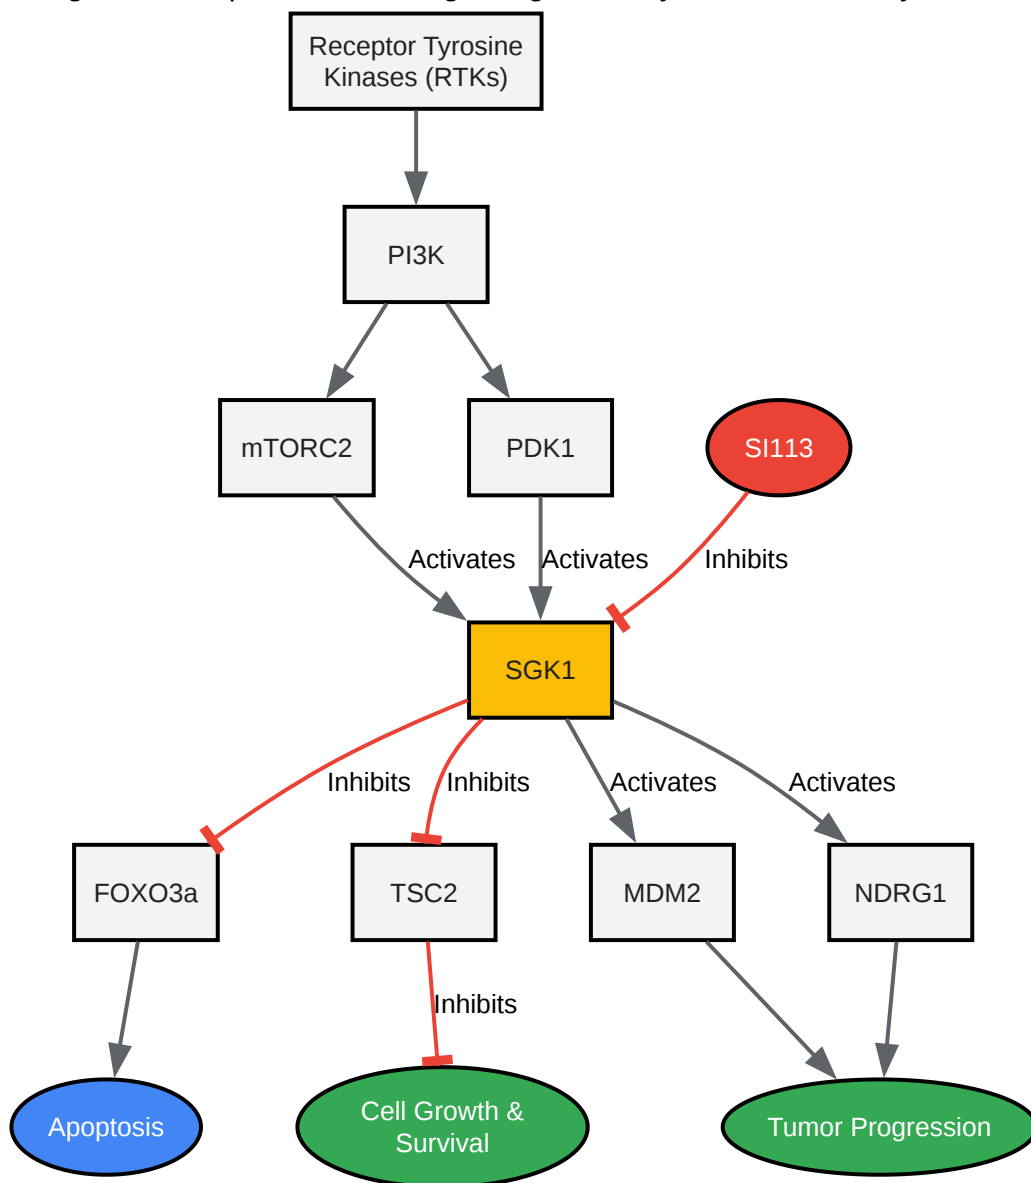 Receptor Tyrosine
Kinases (RTKs)
PI3K
mTORC2
PDK1
SI113
Activates
Activates
Inhibits
SGK1
Inhibits
Inhibits
Activates
Activates
FOXO3a
TSC2
MDM2
NDRG1
Inhibits
Apoptosis
Cell Growth &
Survival
Tumor Progression